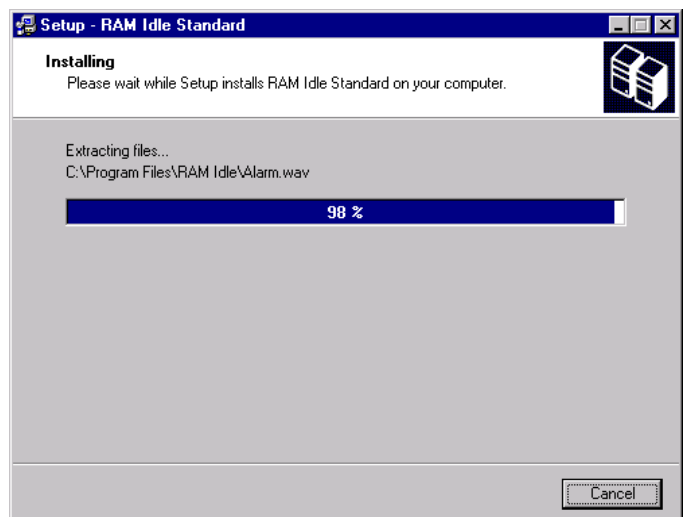 Setup - RAM Idle Standard
Installing
Please wait while Setup installs RAM Idle Standard on your computer.
Extracting files...
C:\Program Files\RAM Idle\Alarm.wav
98 %
Cancel